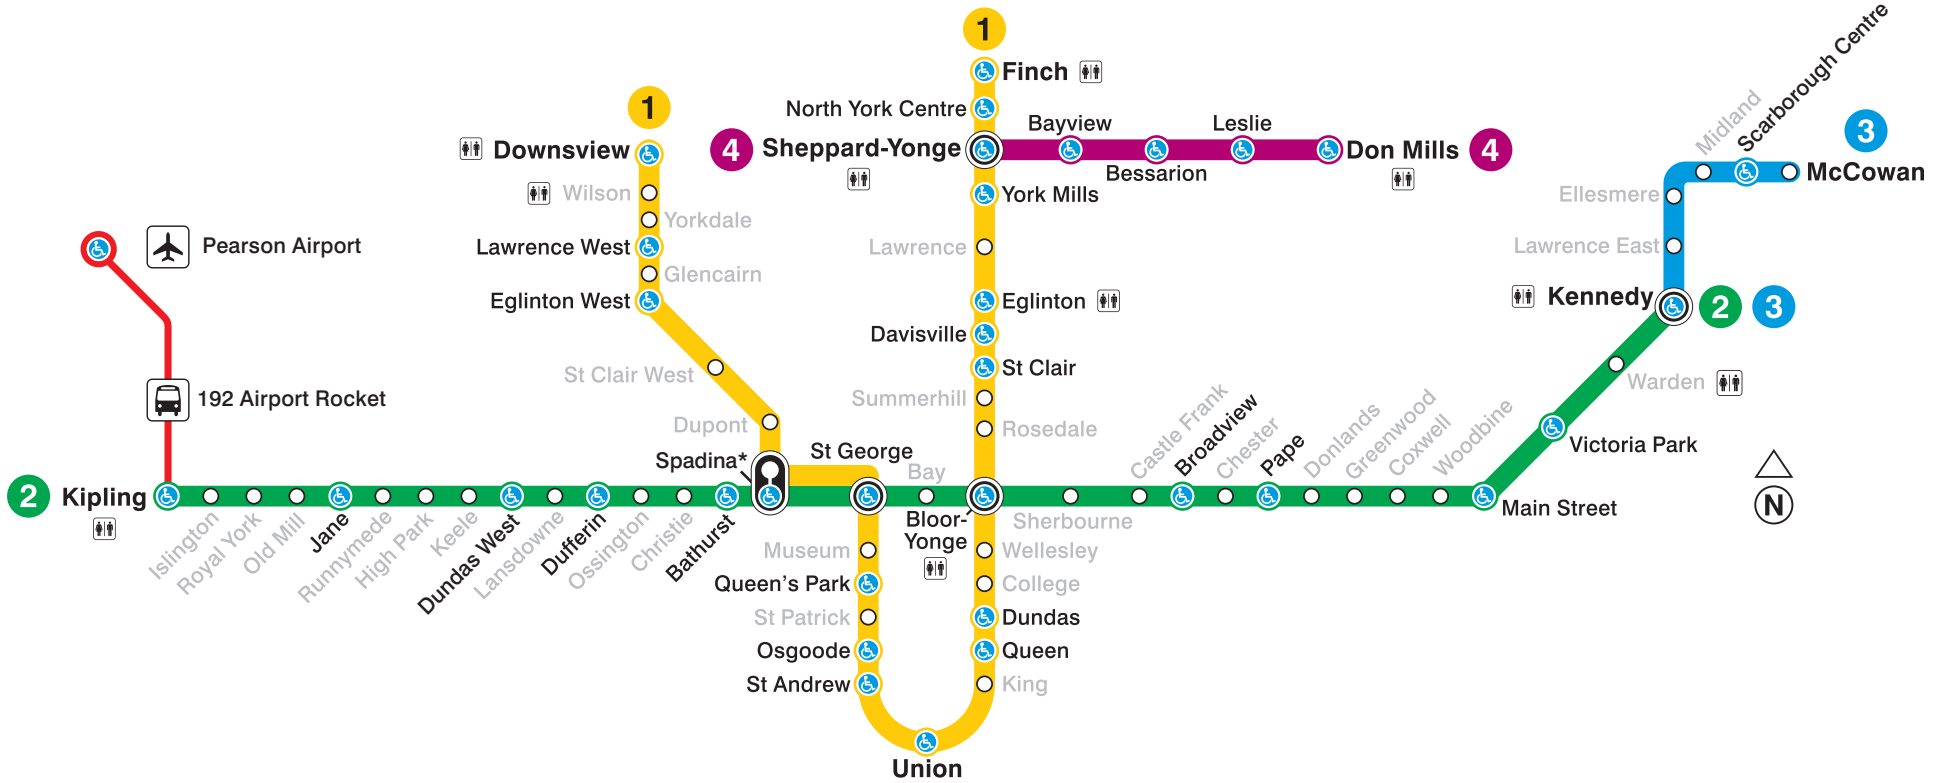 1
Finch
North York Centre
4
Sheppard-Yonge
Bayview
Bessarion
Leslie
Don Mills
4
York Mills
Lawrence
Eglinton
Davisville
St Clair
Summerhill
Rosedale
1
Downsview
Wilson
Yorkdale
Lawrence West
Glencairn
Eglinton West
St Clair West
Dupont
Spadina*
St George
Bay
Bloor-
Yonge
Pearson Airport
192 Airport Rocket
2
Kipling
Islington
Royal York
Old Mill
Jane
Runnymede
High Park
Keele
Dundas West
Lansdowne
Dufferin
Ossington
Christie
Bathurst
Sherbourne
Castle Frank
Broadview
Chester
Pape
Donlands
Greenwood
Coxwell
Woodbine
Main Street
Victoria Park
Warden
Kennedy
2
3
Lawrence East
Ellesmere
Midland
Scarborough Centre
McCowan
3
Museum
Queen's Park
St Patrick
Osgoode
St Andrew
Union
Wellesley
College
Dundas
Queen
King
N